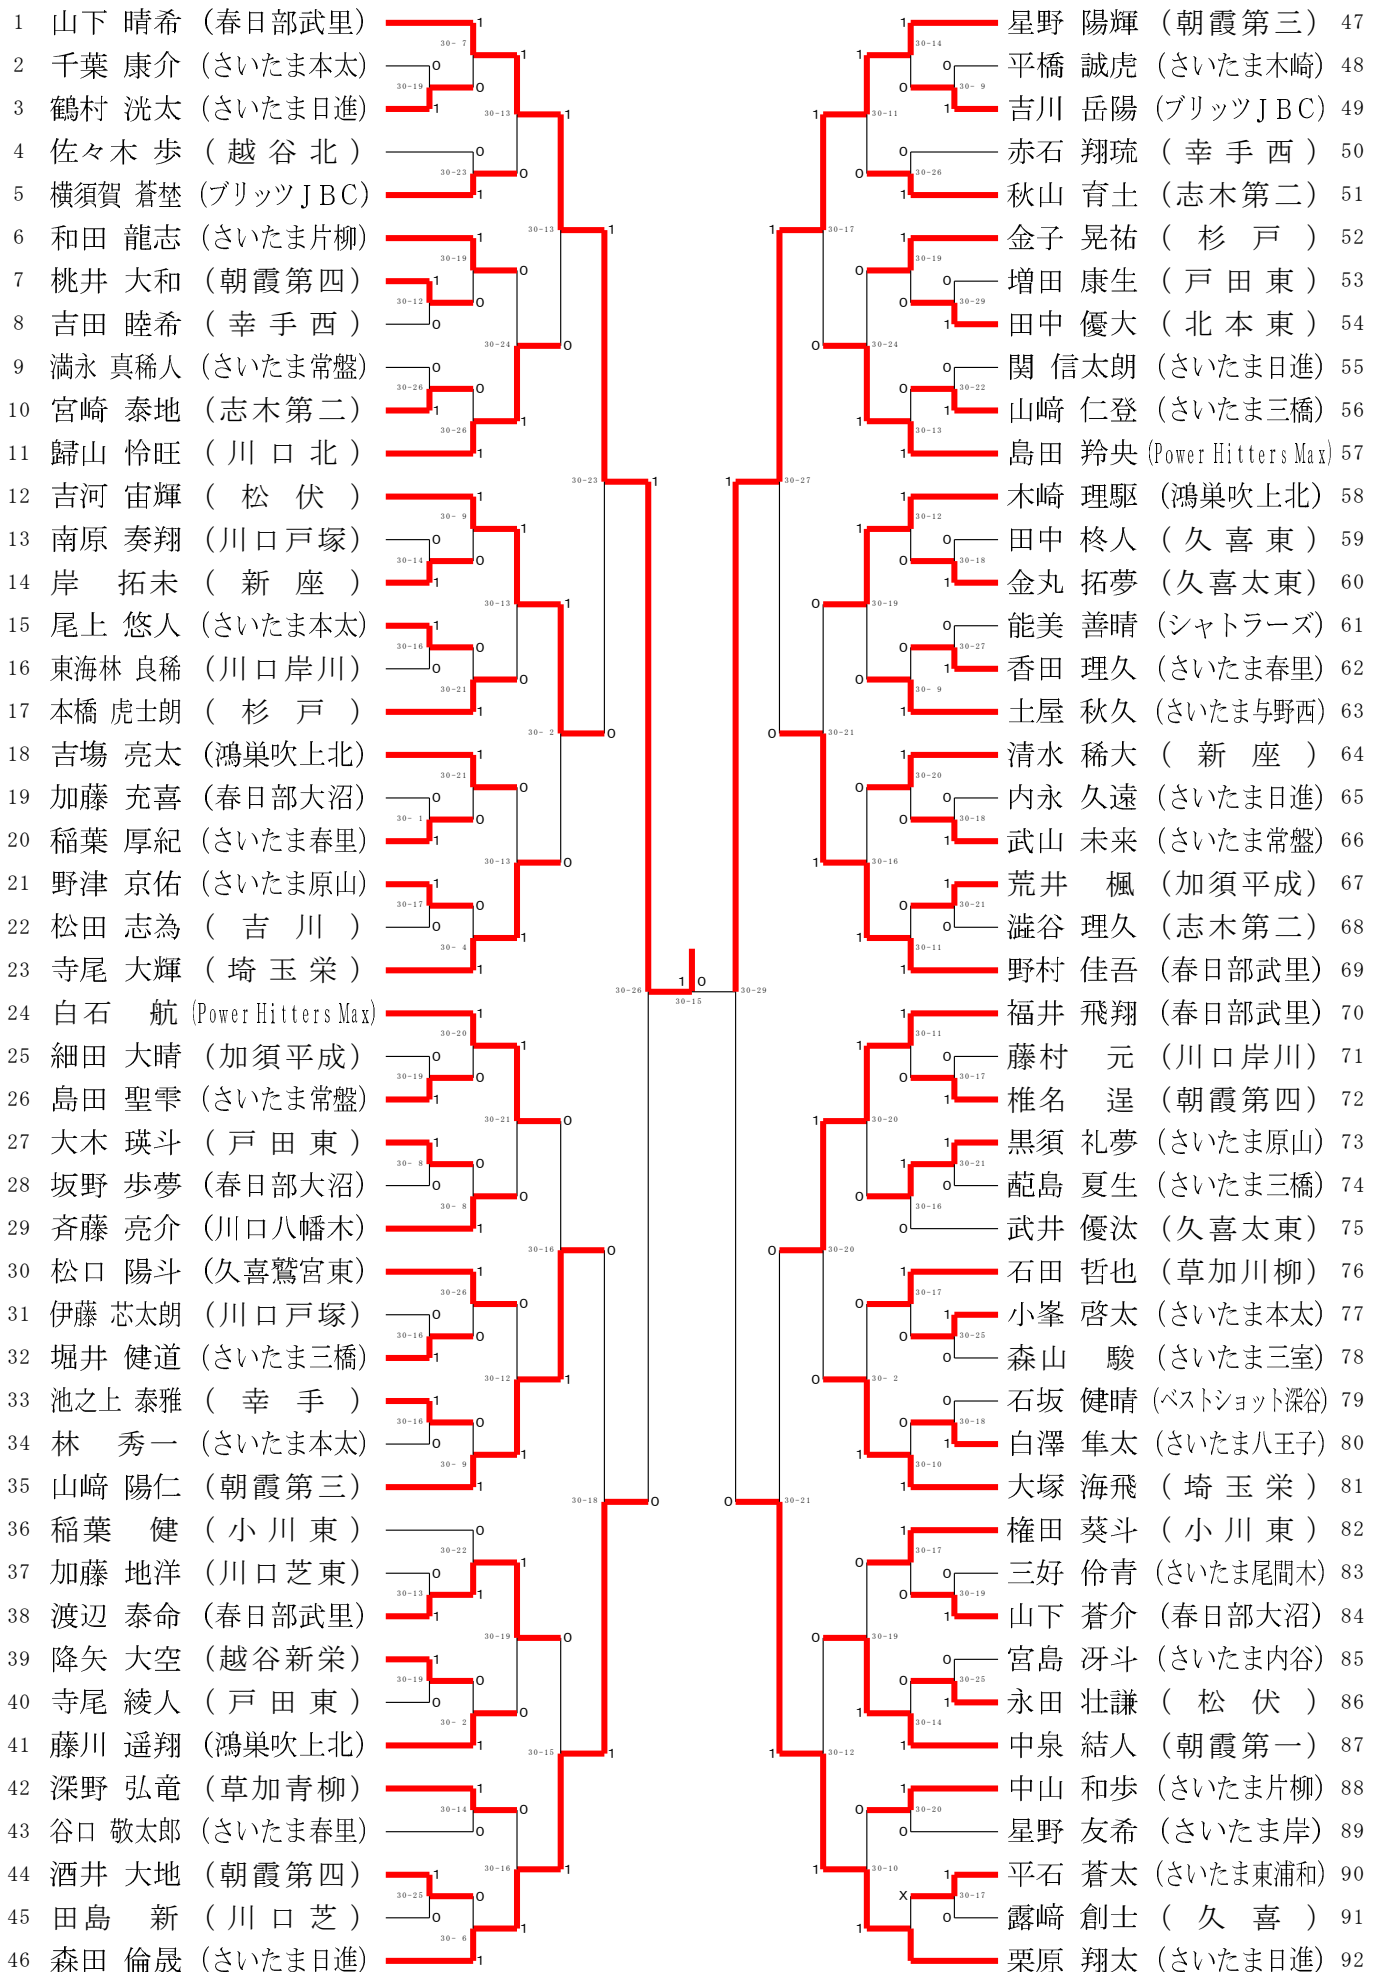 1 山下 晴希 (春日部武里)
2 千葉 康介 (さいたま本太)
3 鶴村 洸太 (さいたま日進)
4 佐々木 歩 (越谷北)
5 横須賀 蒼埜 (ブリッツJBC)
6 和田 龍志 (さいたま片柳)
7 桃井 大和 (朝霞第四)
8 吉田 睦希 (幸手西)
9 満永 真稀人 (さいたま常盤)
10 宮崎 泰地 (志木第二)
11 歸山 怜旺 (川口北)
12 吉河 宙輝 (松伏)
13 南原 奏翔 (川口戸塚)
14 岸 拓未 (新座)
15 尾上 悠人 (さいたま本太)
16 東海林 良稀 (川口岸川)
17 本橋 虎士朗 (杉戸)
18 吉塲 亮太 (鴻巣吹上北)
19 加藤 充喜 (春日部大沼)
20 稲葉 厚紀 (さいたま春里)
21 野津 京佑 (さいたま原山)
22 松田 志為 (吉川)
23 寺尾 大輝 (埼玉栄)
24 白石 航 (Power Hitters Max)
25 細田 大晴 (加須平成)
26 島田 聖雫 (さいたま常盤)
27 大木 瑛斗 (戸田東)
28 坂野 歩夢 (春日部大沼)
29 斉藤 亮介 (川口八幡木)
30 松口 陽斗 (久喜鷲宮東)
31 伊藤 芯太朗 (川口戸塚)
32 堀井 健道 (さいたま三橋)
33 池之上 泰雅 (幸手)
34 林 秀一 (さいたま本太)
35 山﨑 陽仁 (朝霞第三)
36 稲葉 健 (小川東)
37 加藤 地洋 (川口芝東)
38 渡辺 泰命 (春日部武里)
39 降矢 大空 (越谷新栄)
40 寺尾 綾人 (戸田東)
41 藤川 遥翔 (鴻巣吹上北)
42 深野 弘竜 (草加青柳)
43 谷口 敬太郎 (さいたま春里)
44 酒井 大地 (朝霞第四)
45 田島 新 (川口芝)
46 森田 倫晟 (さいたま日進)
星野 陽輝 (朝霞第三) 47
平橋 誠虎 (さいたま木崎) 48
吉川 岳陽 (ブリッツJBC) 49
赤石 翔琉 (幸手西) 50
秋山 育士 (志木第二) 51
金子 晃祐 (杉戸) 52
増田 康生 (戸田東) 53
田中 優大 (北本東) 54
関 信太朗 (さいたま日進) 55
山﨑 仁登 (さいたま三橋) 56
島田 羚央 (Power Hitters Max) 57
木崎 理駆 (鴻巣吹上北) 58
田中 柊人 (久喜東) 59
金丸 拓夢 (久喜太東) 60
能美 善晴 (シャトラーズ) 61
香田 理久 (さいたま春里) 62
土屋 秋久 (さいたま与野西) 63
清水 稀大 (新座) 64
内永 久遠 (さいたま日進) 65
武山 未来 (さいたま常盤) 66
荒井 楓 (加須平成) 67
澁谷 理久 (志木第二) 68
野村 佳吾 (春日部武里) 69
福井 飛翔 (春日部武里) 70
藤村 元 (川口岸川) 71
椎名 逞 (朝霞第四) 72
黒須 礼夢 (さいたま原山) 73
島 夏生 (さいたま三橋) 74
武井 優汰 (久喜太東) 75
石田 哲也 (草加川柳) 76
小峯 啓太 (さいたま本太) 77
森山 駿 (さいたま三室) 78
石坂 健晴 (ベストショット深谷) 79
白澤 隼太 (さいたま八王子) 80
大塚 海飛 (埼玉栄) 81
権田 葵斗 (小川東) 82
三好 伶青 (さいたま尾間木) 83
山下 蒼介 (春日部大沼) 84
宮島 冴斗 (さいたま内谷) 85
永田 壮謙 (松伏) 86
中泉 結人 (朝霞第一) 87
中山 和歩 (さいたま片柳) 88
星野 友希 (さいたま岸) 89
平石 蒼太 (さいたま東浦和) 90
露﨑 創士 (久喜) 91
栗原 翔太 (さいたま日進) 92